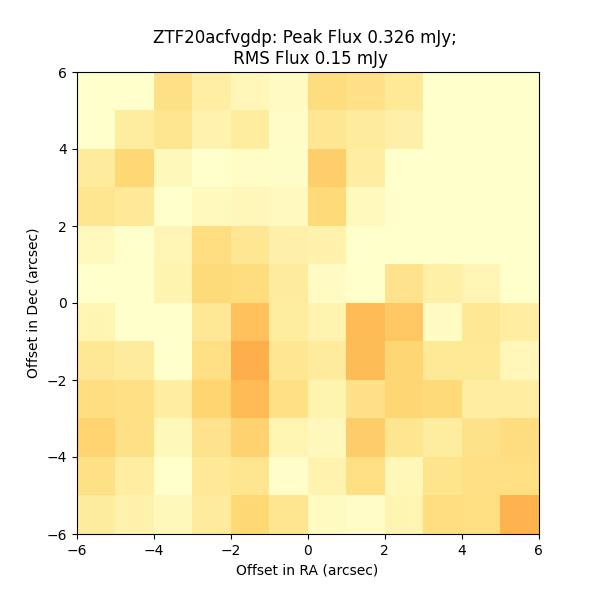 ZTF20acfvgdp: Peak Flux 0.326 mJy;
RMS Flux 0.15 mJy
6
4
2
0
−2
−4
−6
Offset in Dec (arcsec)
−6 −4 −2 0 2 4 6
Offset in RA (arcsec)